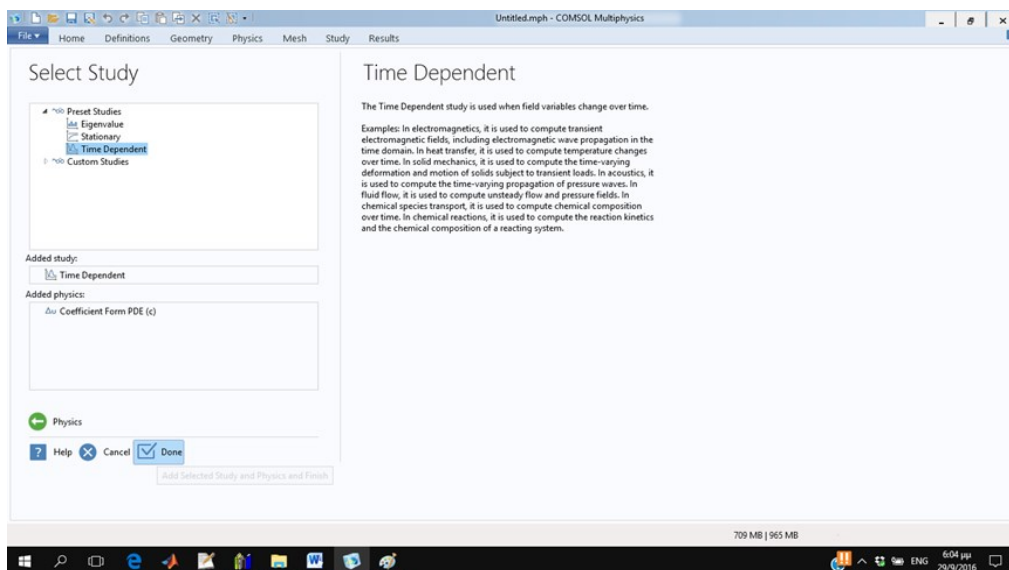 Untitled.mph - COMSOL Multiphysics
File Home Definitions Geometry Physics Mesh Study Results
Select Study
Preset Studies
Eigenvalue
Stationary
Time Dependent
Custom Studies
Added study:
Time Dependent
Added physics:
Δu Coefficient Form PDE (c)
Physics
? Help Cancel Done
Add Selected Study and Physics and Finish
Time Dependent
The Time Dependent study is used when field variables change over time.
Examples: In electromagnetics, it is used to compute transient
electromagnetic fields, including electromagnetic wave propagation in the
time domain. In heat transfer, it is used to compute temperature changes
over time. In solid mechanics, it is used to compute the time-varying
deformation and motion of solids subject to transient loads. In acoustics, it
is used to compute the time-varying propagation of pressure waves. In
fluid flow, it is used to compute unsteady flow and pressure fields. In
chemical species transport, it is used to compute chemical composition
over time. In chemical reactions, it is used to compute the reaction kinetics
and the chemical composition of a reacting system.
709 MB | 965 MB
ENG
6:04 μμ
29/9/2016